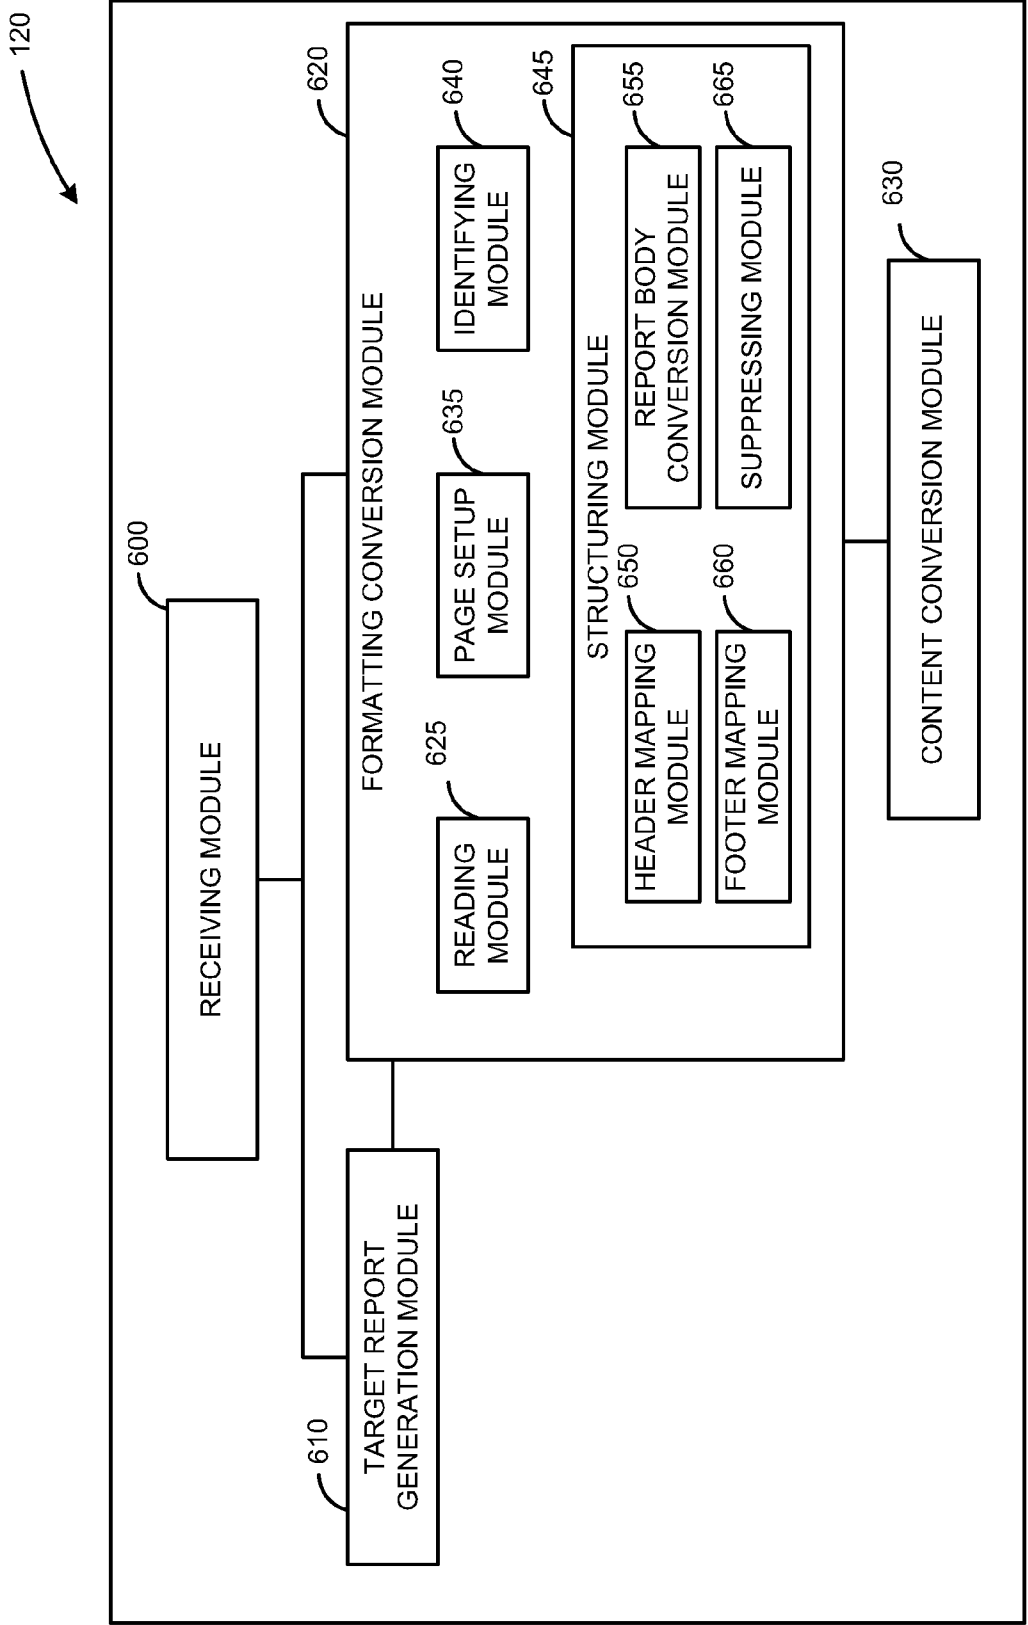 120
600
RECEIVING MODULE
610
TARGET REPORT
GENERATION MODULE
620
FORMATTING CONVERSION MODULE
625
READING
MODULE
635
PAGE SETUP
MODULE
640
IDENTIFYING
MODULE
645
STRUCTURING MODULE
650
HEADER MAPPING
MODULE
655
REPORT BODY
CONVERSION MODULE
660
FOOTER MAPPING
MODULE
665
SUPPRESSING MODULE
630
CONTENT CONVERSION MODULE